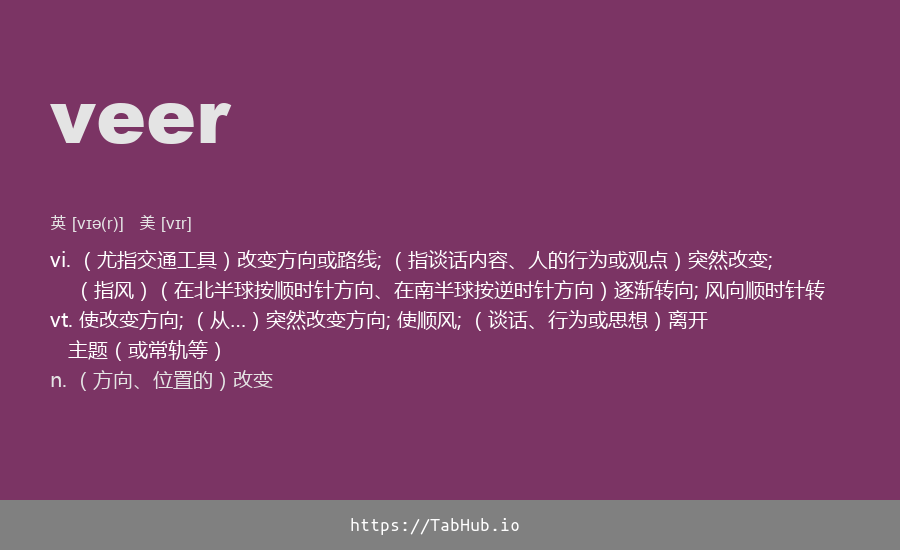 veer
英 [vɪə(r)] 美 [vɪr]
vi. （尤指交通工具）改变方向或路线; （指谈话内容、人的行为或观点）突然改变;
（指风）（在北半球按顺时针方向、在南半球按逆时针方向）逐渐转向; 风向顺时针转
vt. 使改变方向; （从…）突然改变方向; 使顺风; （谈话、行为或思想）离开
主题（或常轨等）
n. （方向、位置的）改变
https://TabHub.io